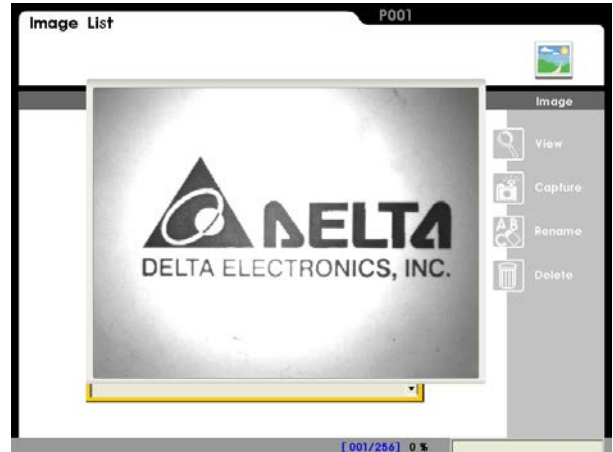 P001
Image List
Image
View
Capture
Rename
Delete
DELTA
DELTA ELECTRONICS, INC.
[001/256] 0 %